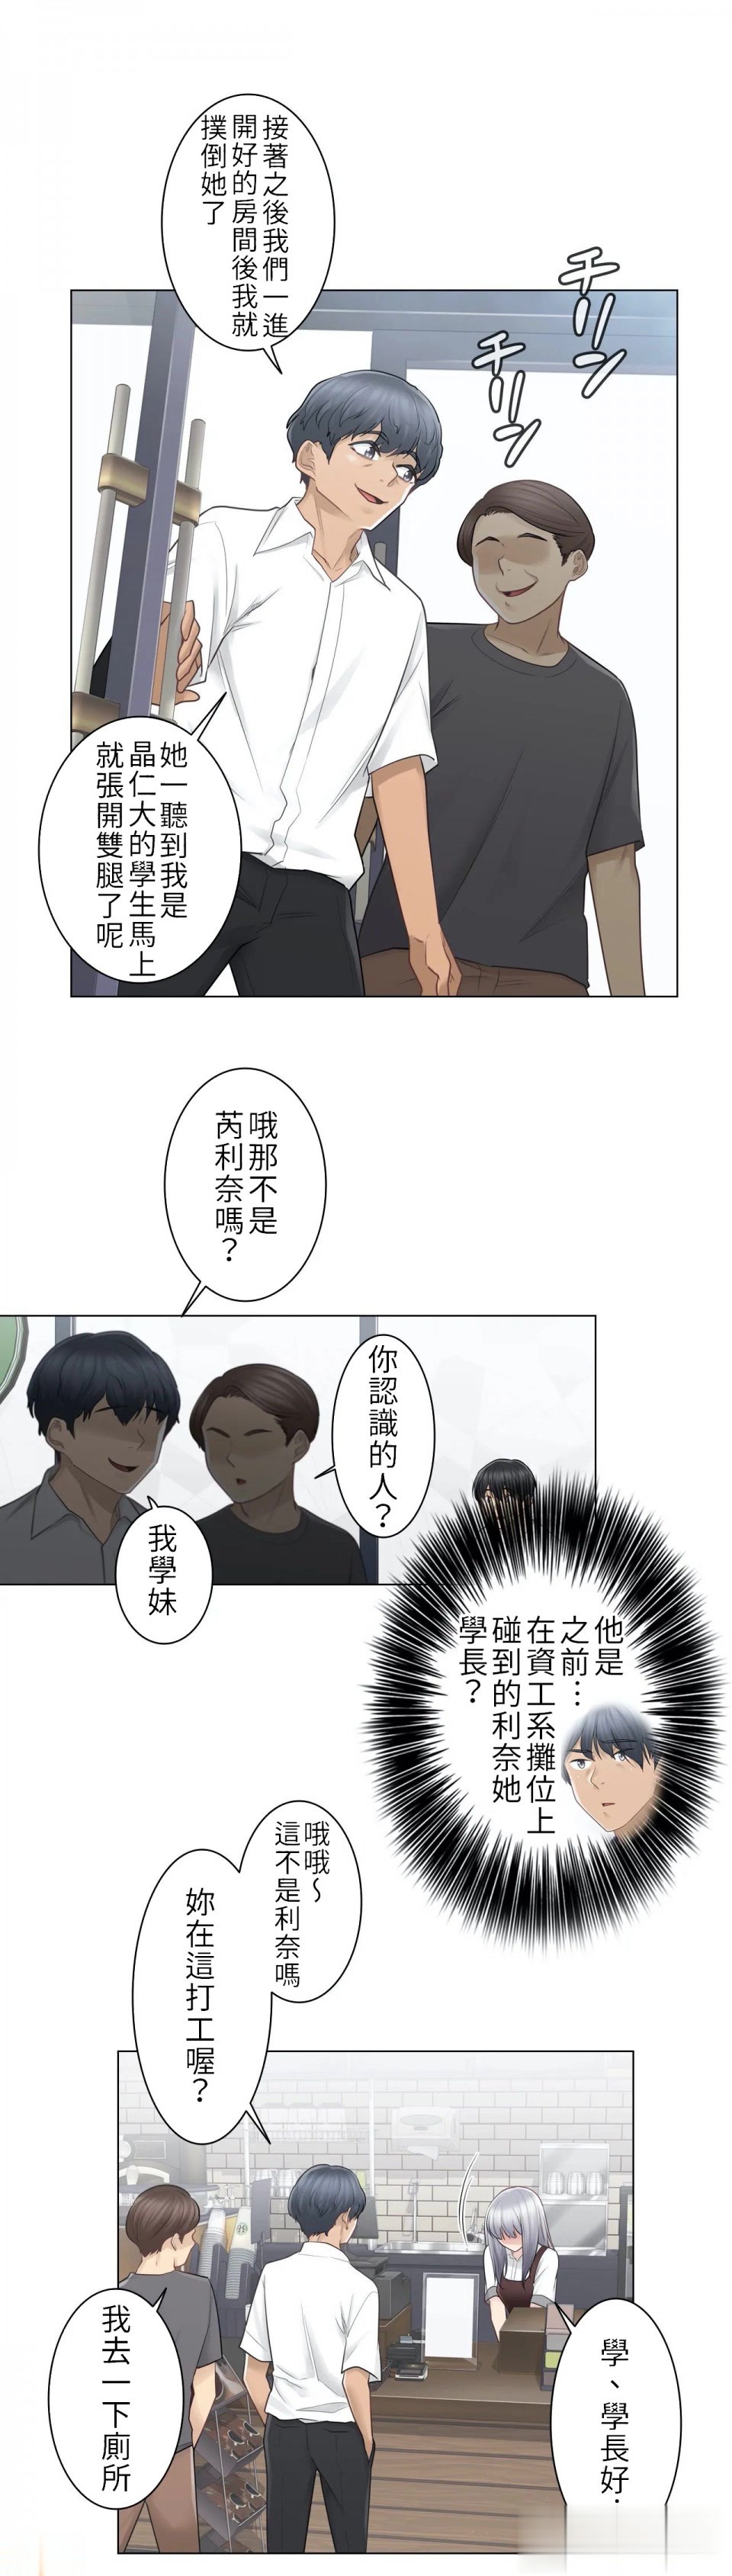 接著之後我們一進
開好的房間後我就
撲倒她了
チリン
チリン
她一聽到我是
晶仁大的學生馬上
就張開雙腿了呢
哦那不是
芮利奈嗎？
你認識的人？
我學妹
他是
之前…
在資工系攤位上
碰到的利奈她
學長？
哦哦～
這不是利奈嗎
妳在這打工喔？
我去一下廁所
學、學長好.